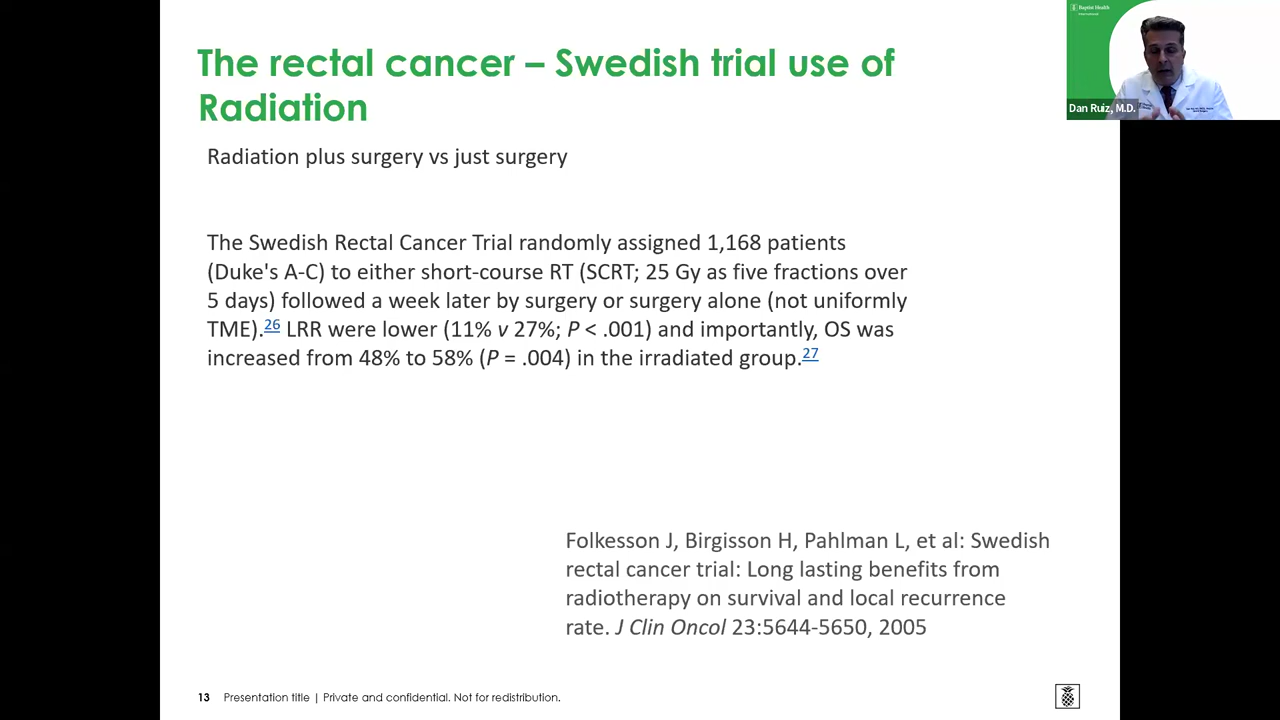 The rectal cancer – Swedish trial use of
Radiation
Radiation plus surgery vs just surgery
The Swedish Rectal Cancer Trial randomly assigned 1,168 patients
(Duke's A-C) to either short-course RT (SCRT; 25 Gy as five fractions over
5 days) followed a week later by surgery or surgery alone (not uniformly
TME).26 LRR were lower (11% v 27%; P < .001) and importantly, OS was
increased from 48% to 58% (P = .004) in the irradiated group.27
Folkesson J, Birgisson H, Pahlman L, et al: Swedish
rectal cancer trial: Long lasting benefits from
radiotherapy on survival and local recurrence
rate. J Clin Oncol 23:5644-5650, 2005
13 Presentation title | Private and confidential. Not for redistribution.
Baptist Health
International
Dan Ruiz, M.D.